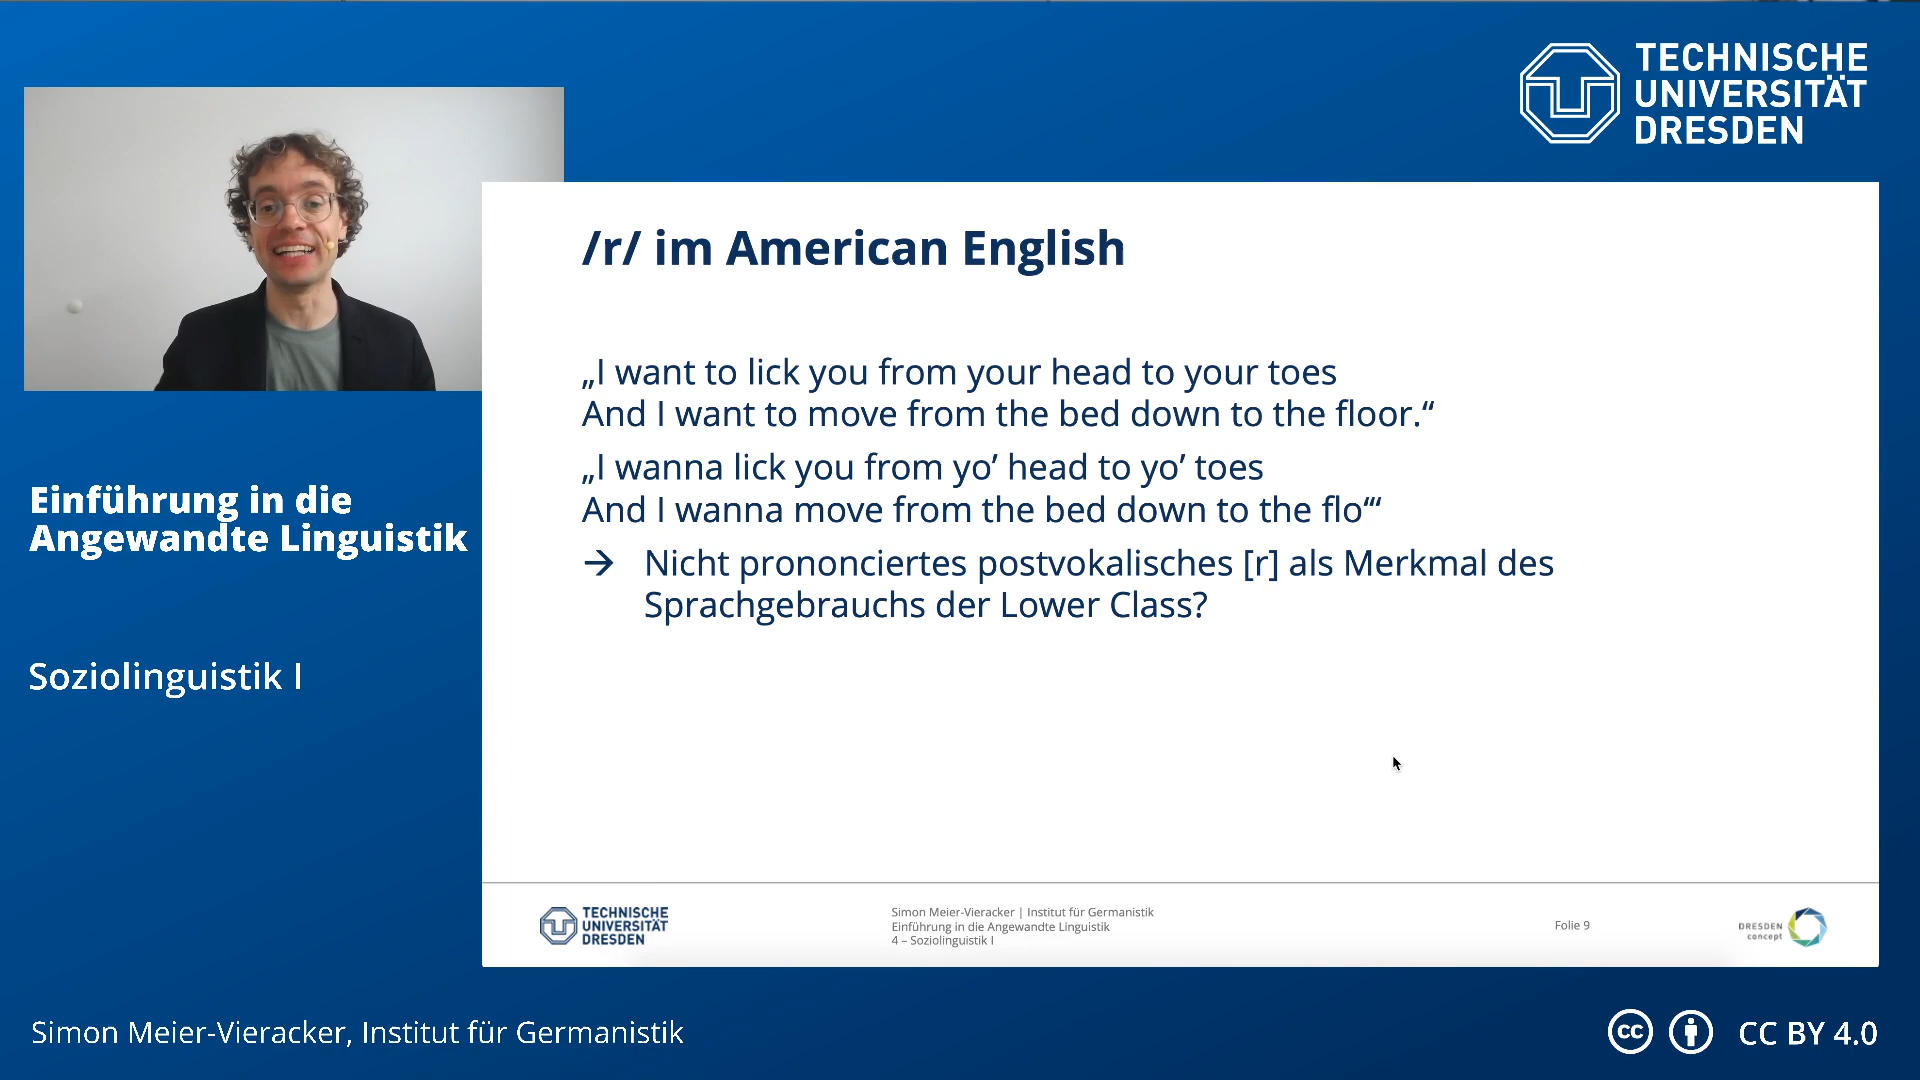 TECHNISCHE
UNIVERSITÄT
DRESDEN
/r/ im American English
„I want to lick you from your head to your toes
And I want to move from the bed down to the floor.“
„I wanna lick you from yo’ head to yo’ toes
And I wanna move from the bed down to the flo‘“
→ Nicht prononciertes postvokalisches [r] als Merkmal des
Sprachgebrauchs der Lower Class?
Einführung in die
Angewandte Linguistik
Soziolinguistik I
TECHNISCHE
UNIVERSITÄT
DRESDEN
Simon Meier-Vieracker | Institut für Germanistik
Einführung in die Angewandte Linguistik
4 – Soziolinguistik I
Folie 9
DRESDEN
concept
Simon Meier-Vieracker, Institut für Germanistik
cc
CC BY 4.0